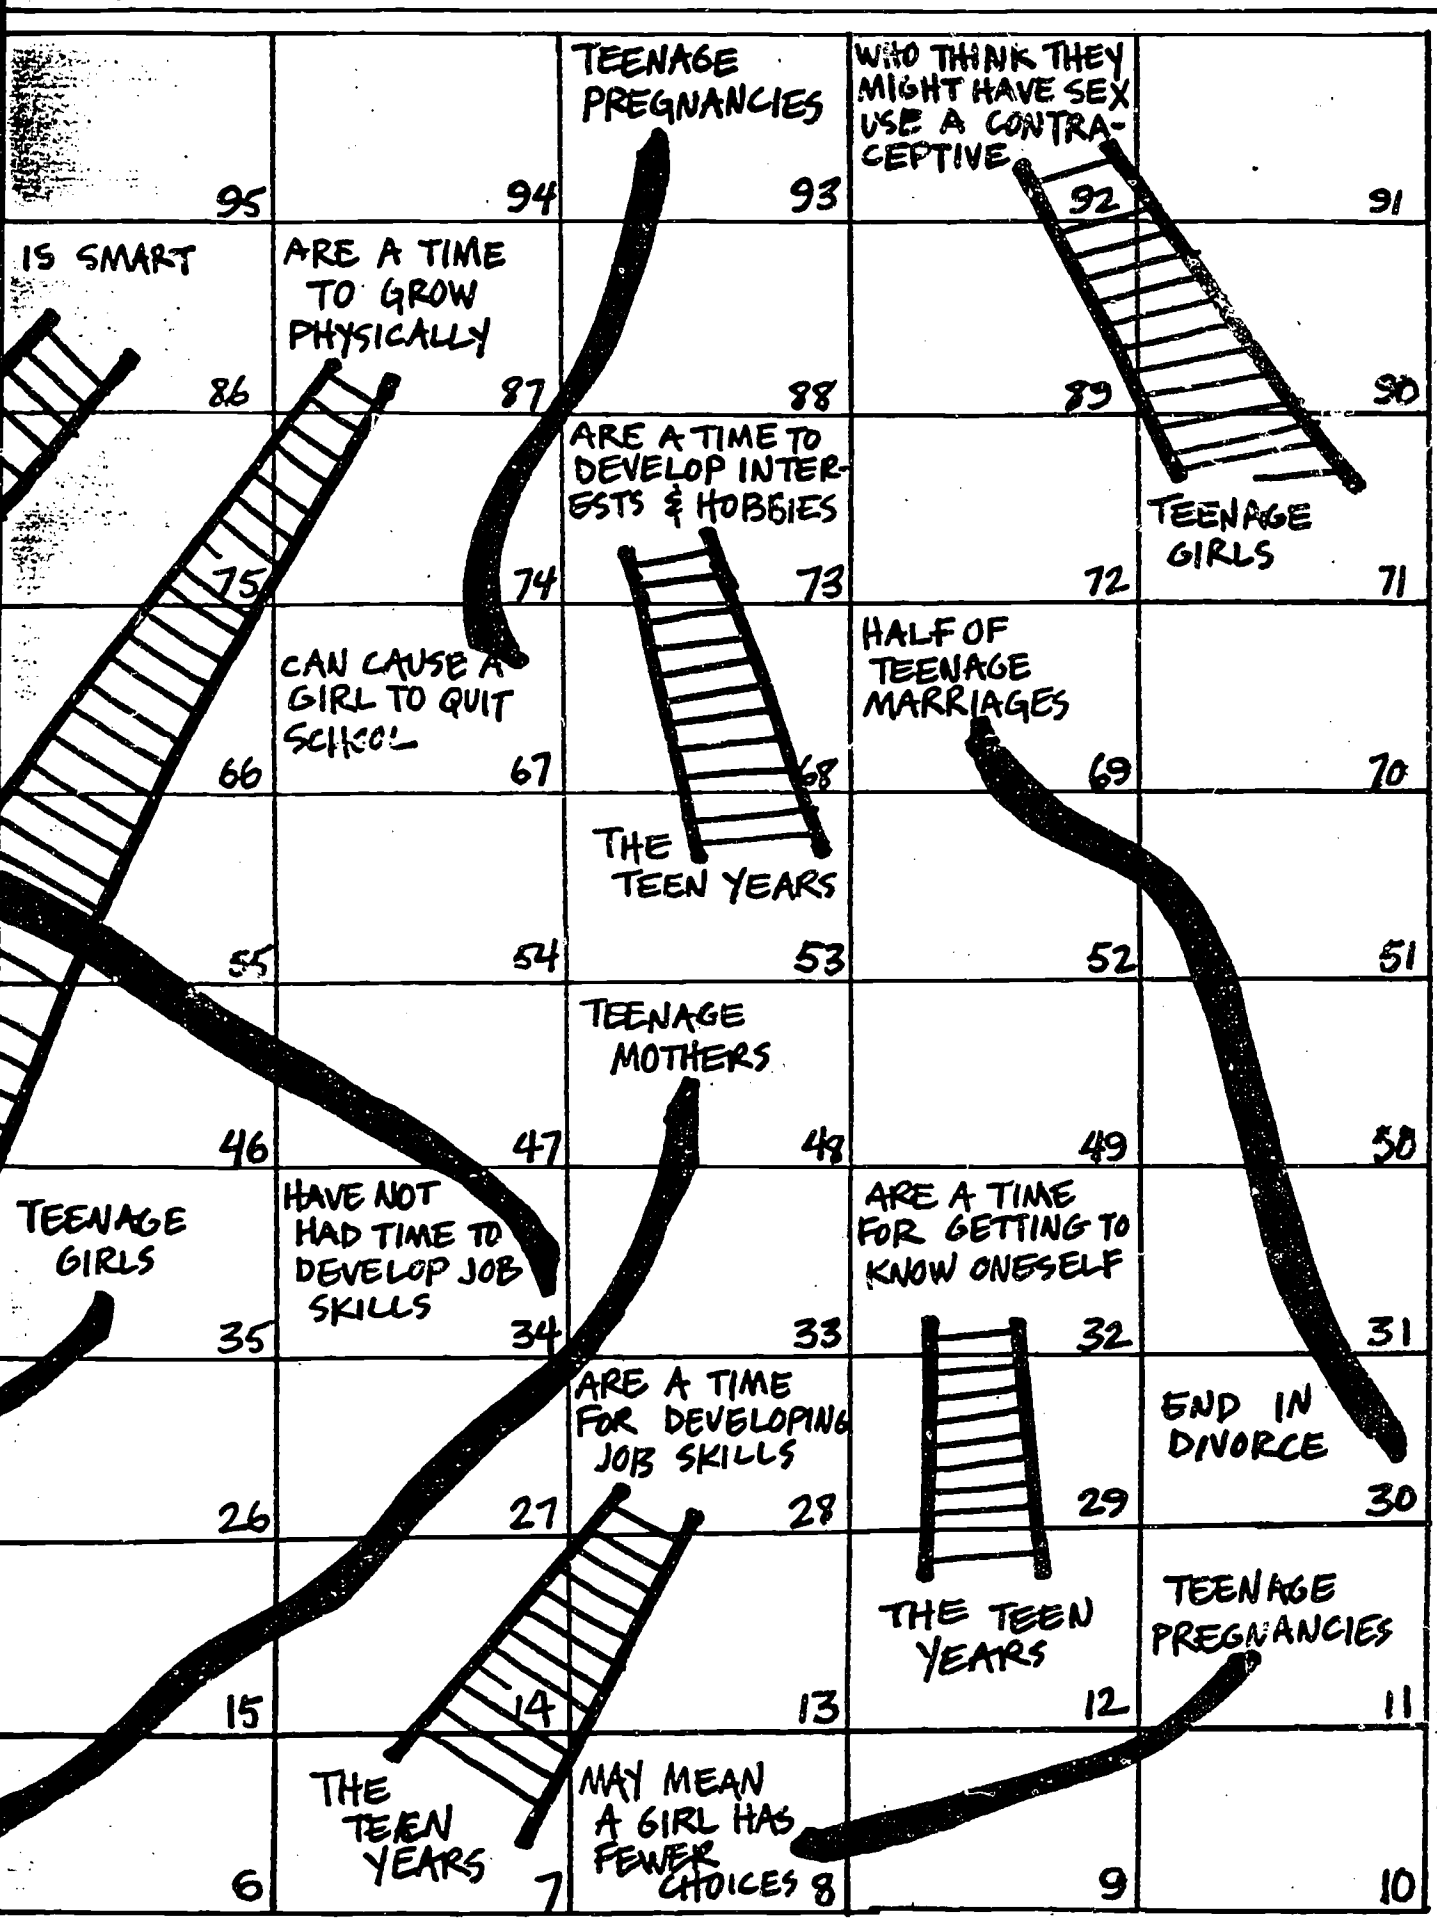 TEENAGE
PREGNANCIES
WHO THINK THEY
MIGHT HAVE SEX
USE A CONTRA-
CEPTIVE
95
94
93
92
91
IS SMART
ARE A TIME
TO GROW
PHYSICALLY
86
87
88
89
90
ARE A TIME TO
DEVELOP INTER-
ESTS & HOBBIES
TEENAGE
GIRLS
75
74
73
72
71
CAN CAUSE A
GIRL TO QUIT
SCHOOL
HALF OF
TEENAGE
MARRIAGES
66
67
68
69
70
THE
TEEN YEARS
55
54
53
52
51
TEENAGE
MOTHERS
46
47
48
49
50
TEENAGE
GIRLS
HAVE NOT
HAD TIME TO
DEVELOP JOB
SKILLS
ARE A TIME
FOR GETTING TO
KNOW ONESELF
35
34
33
32
31
ARE A TIME
FOR DEVELOPING
JOB SKILLS
END IN
DIVORCE
26
27
28
29
30
THE TEEN
YEARS
TEENAGE
PREGNANCIES
15
14
13
12
11
THE
TEEN
YEARS
MAY MEAN
A GIRL HAS
FEWER
CHOICES
6
7
8
9
10